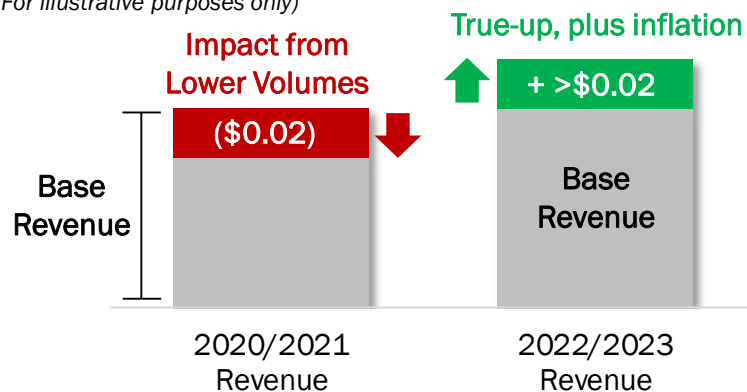 For illustrative purposes only)
True-up, plus inflation
Impact from
Lower Volumes
+ >$0.02
($0.02)
Base
Revenue
Base
Revenue
2020/2021
Revenue
2022/2023
Revenue